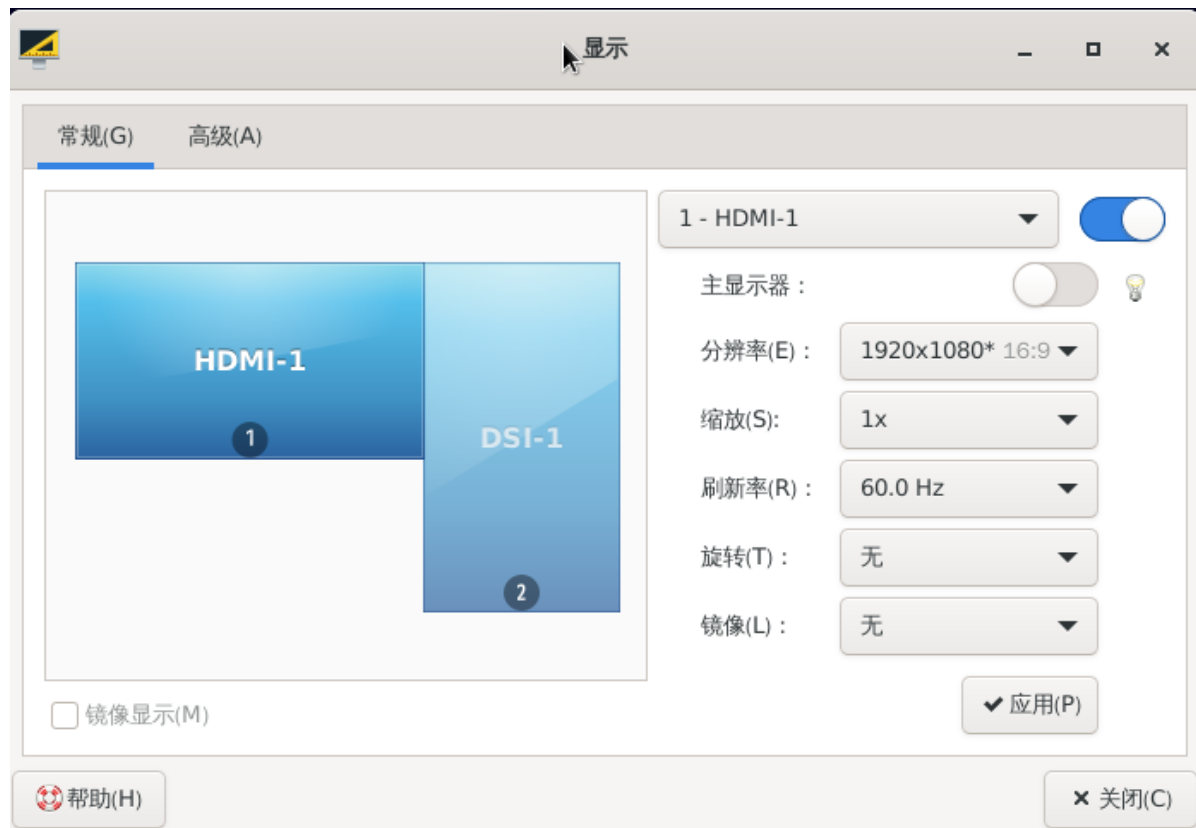 显示
常规(G) 高级(A)
1 - HDMI-1
主显示器：
HDMI-1
1
DSI-1
2
分辨率(E)： 1920x1080* 16:9
缩放(S): 1x
刷新率(R)： 60.0 Hz
旋转(T)： 无
镜像(L)： 无
镜像显示(M)
应用(P)
帮助(H) 关闭(C)